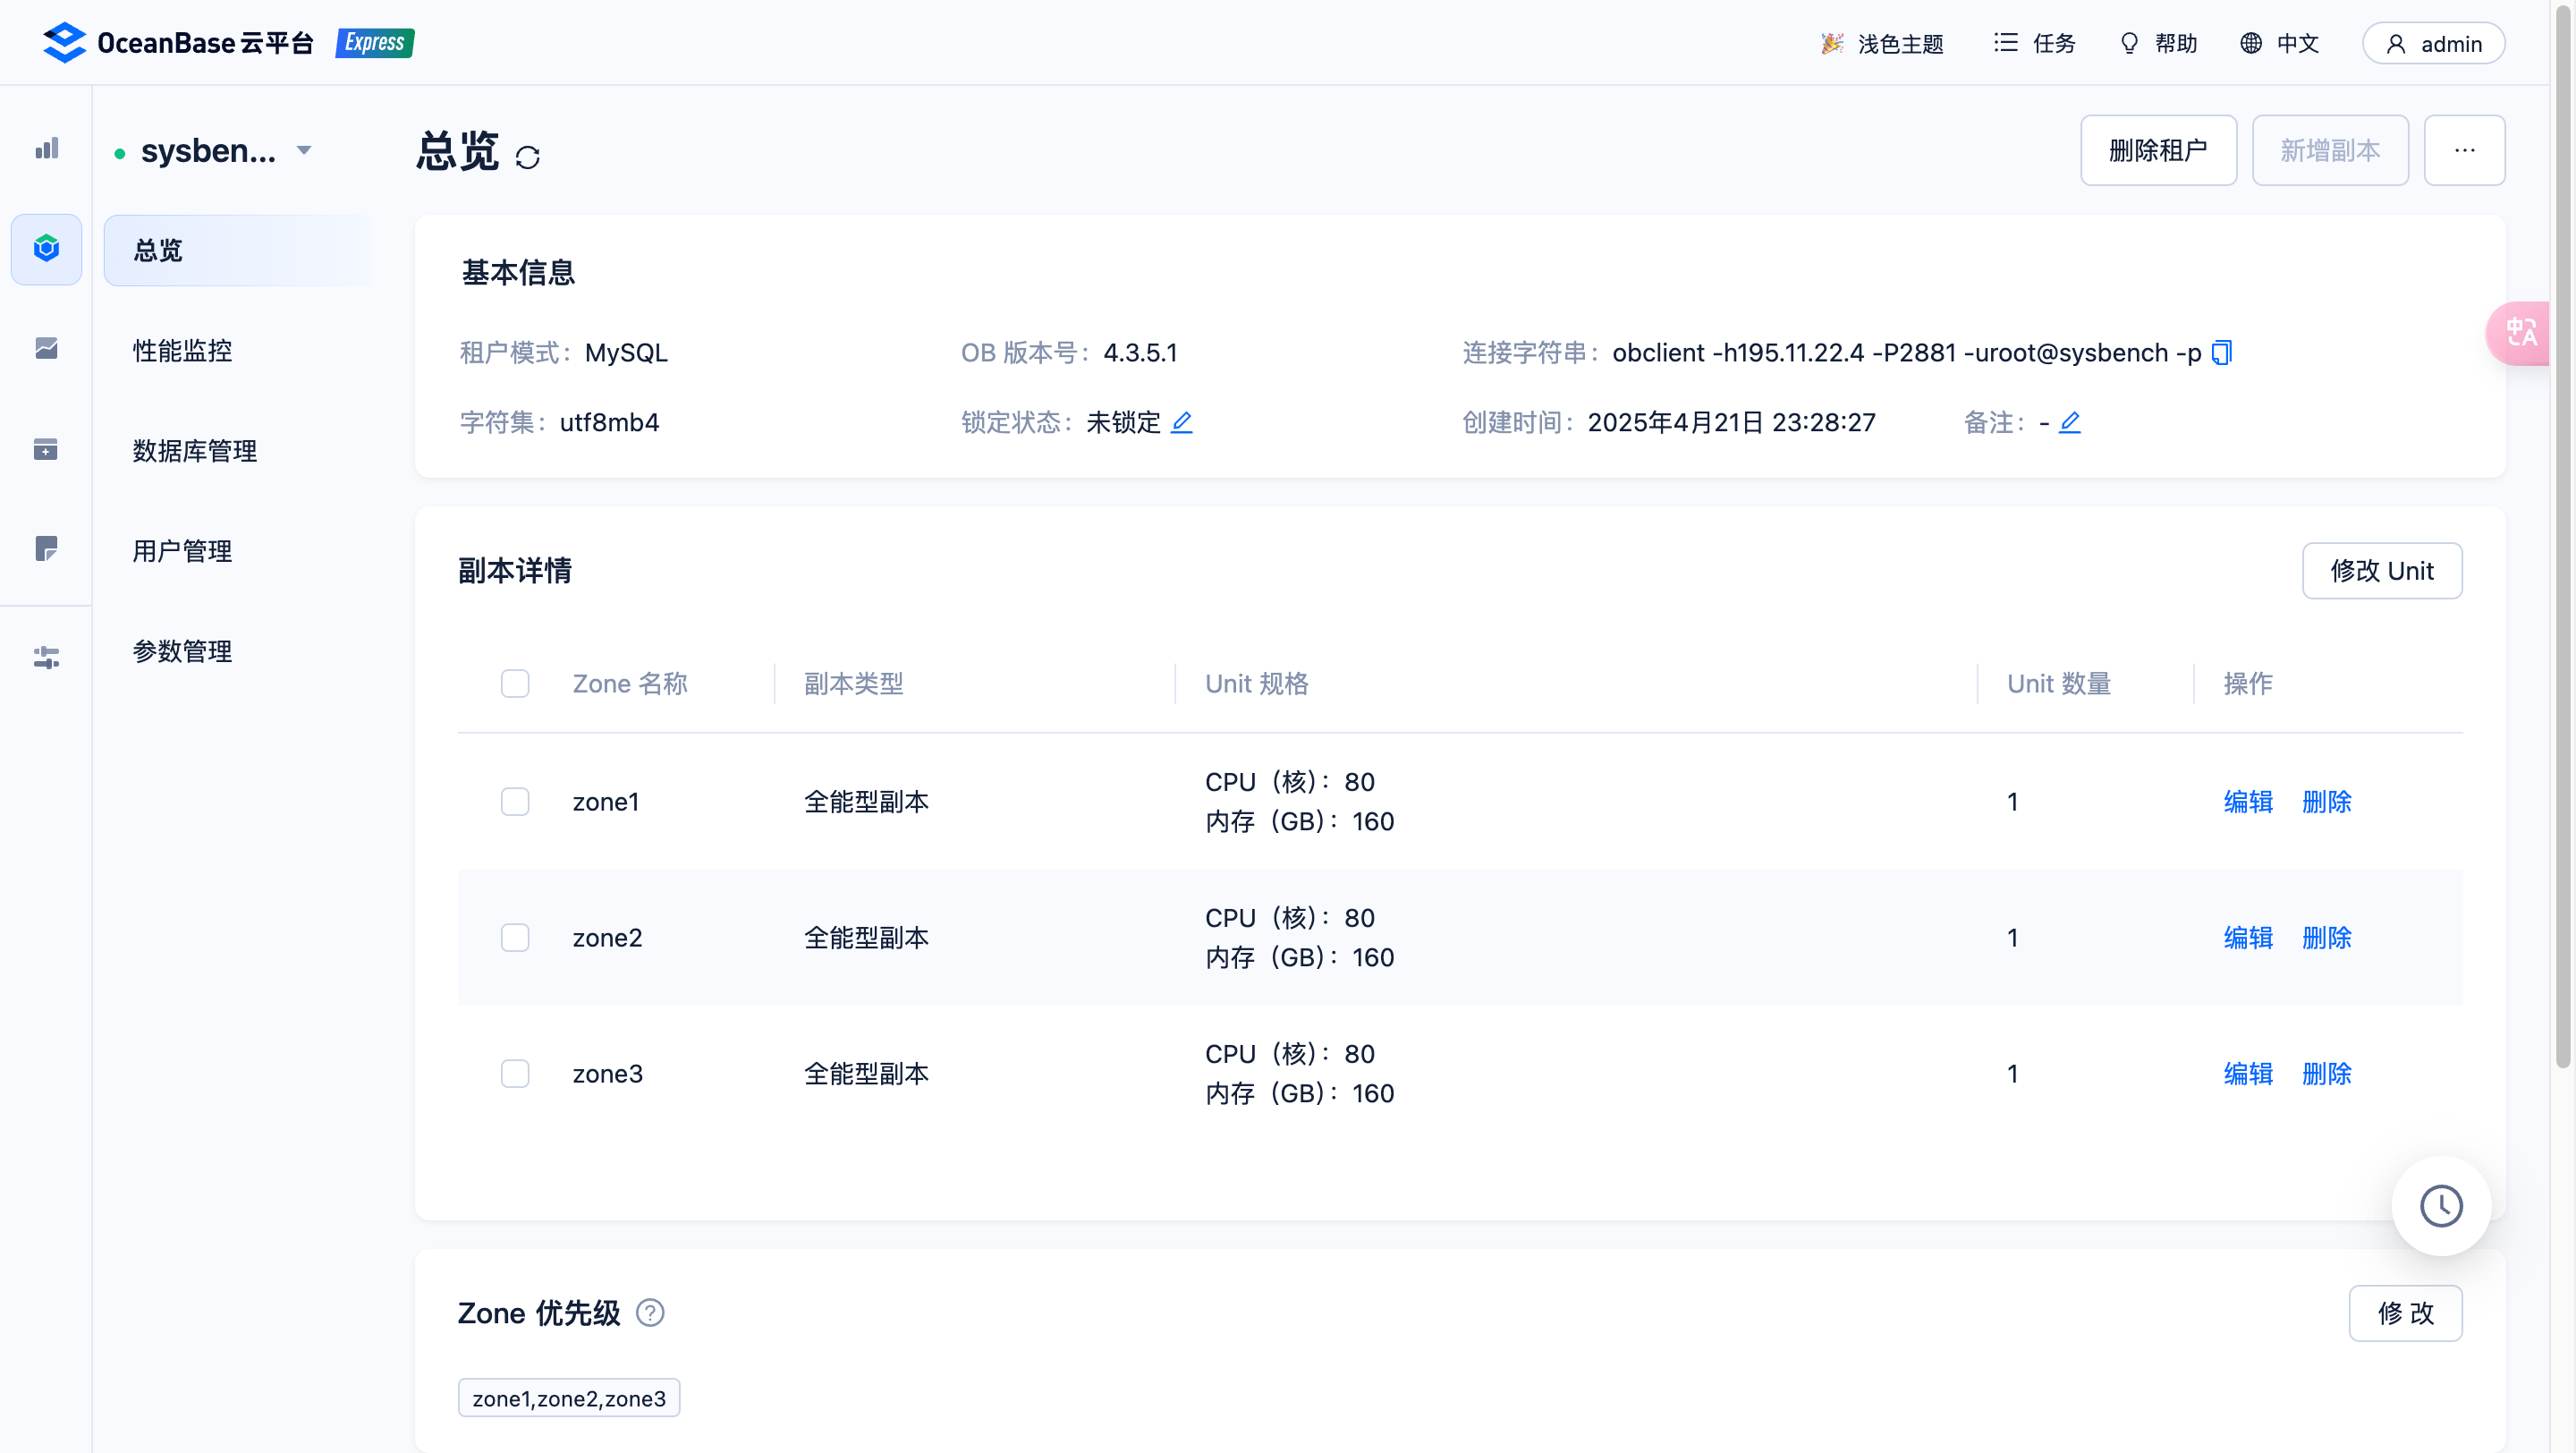 OceanBase 云平台 Express
浅色主题 任务 帮助 中文 admin
sysben...
总览
删除租户 新增副本 ...
总览
性能监控
数据库管理
用户管理
参数管理
基本信息
租户模式：MySQL OB 版本号：4.3.5.1 连接字符串：obclient -h195.11.22.4 -P2881 -uroot@sysbench -p
字符集：utf8mb4 锁定状态：未锁定 创建时间：2025年4月21日 23:28:27 备注：-
中A
副本详情
修改 Unit
Zone 名称 副本类型 Unit 规格 Unit 数量 操作
zone1 全能型副本 CPU（核）：80 1 编辑 删除
内存（GB）：160
zone2 全能型副本 CPU（核）：80 1 编辑 删除
内存（GB）：160
zone3 全能型副本 CPU（核）：80 1 编辑 删除
内存（GB）：160
Zone 优先级 ?
修 改
zone1,zone2,zone3